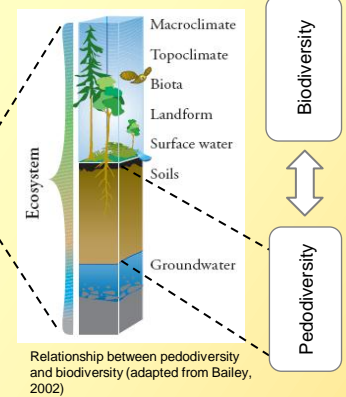 Macroclimate
Topoclimate
Biota
Landform
Surface water
Soils
Groundwater
Ecosystem
Biodiversity
Pedodiversity
Relationship between pedodiversity
and biodiversity (adapted from Bailey,
2002)